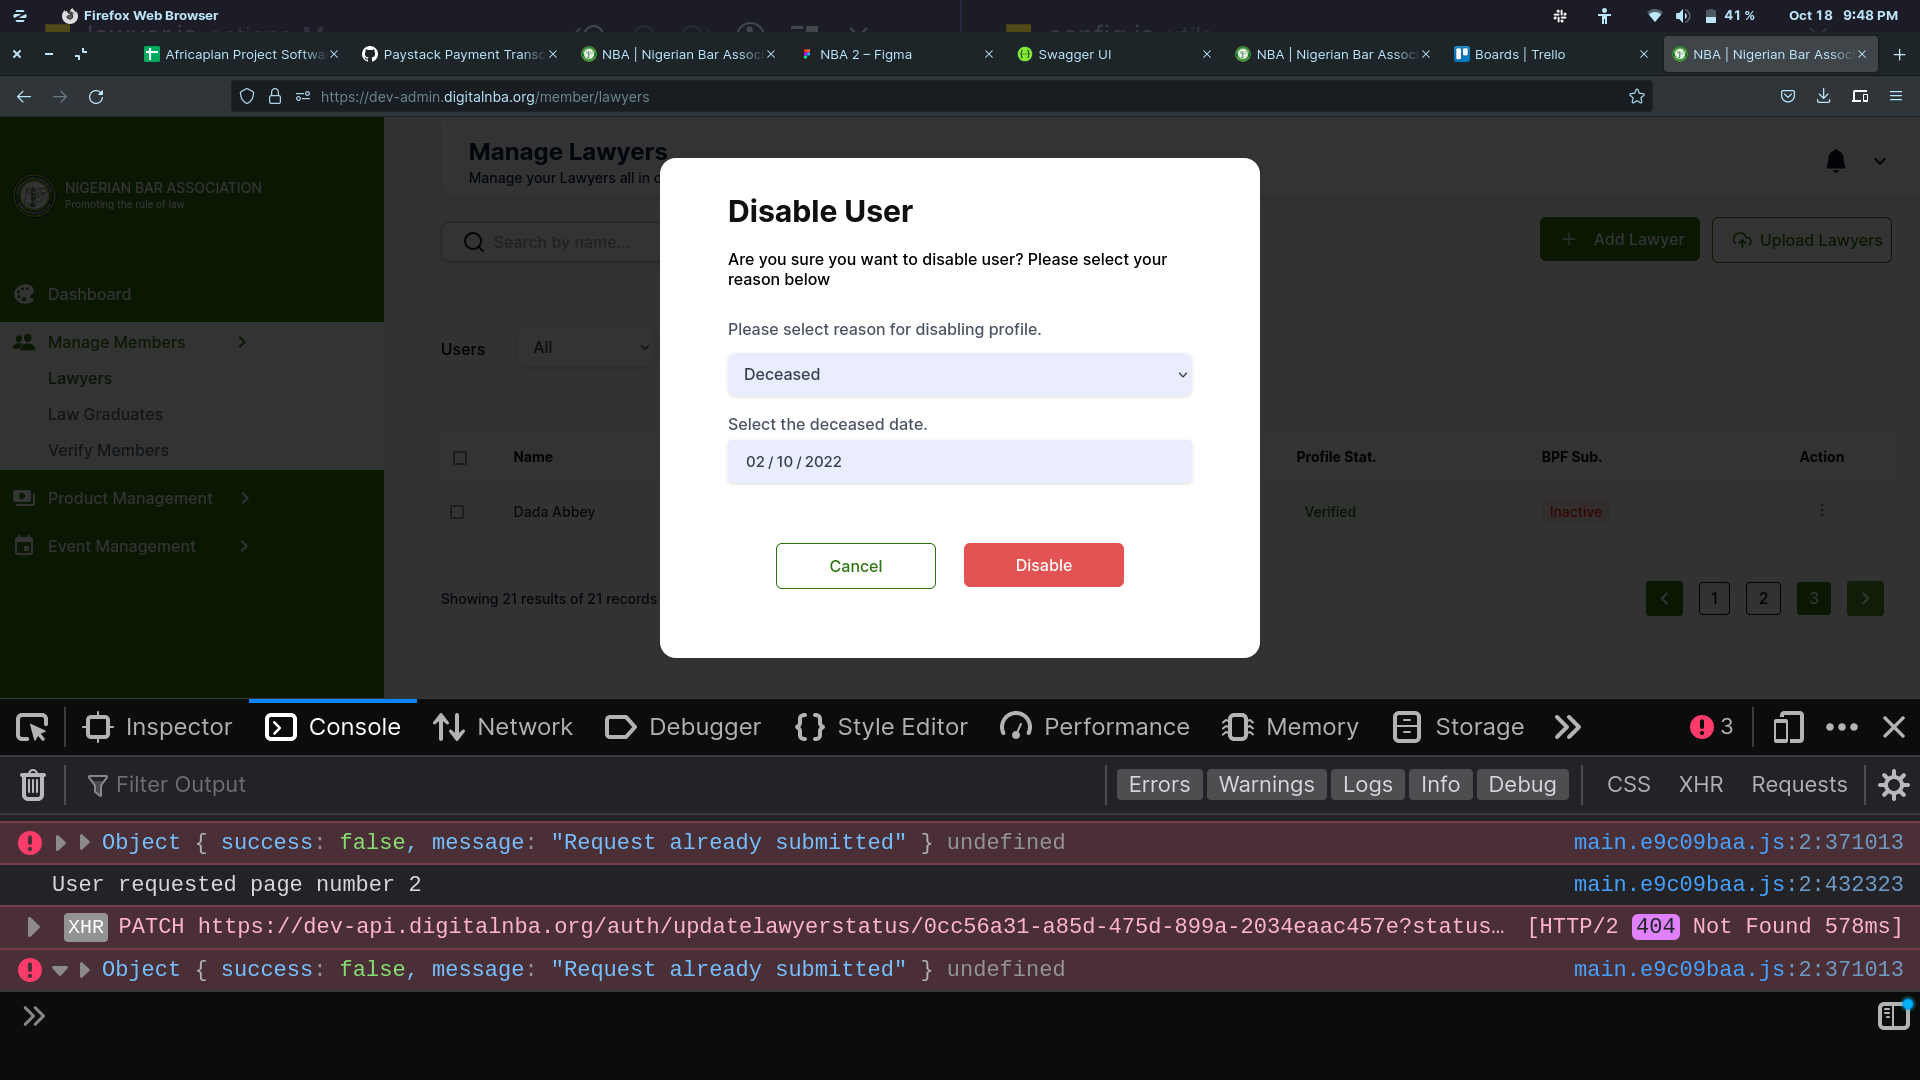 Firefox Web Browser
41 %
Oct 18 9:48 PM
Africaplan Project Softwa
Paystack Payment Transc
NBA | Nigerian Bar Associ
NBA 2 – Figma
Swagger UI
NBA | Nigerian Bar Associ
Boards | Trello
NBA | Nigerian Bar Associ
https://dev-admin.digitalnba.org/member/lawyers
NIGERIAN BAR ASSOCIATION
Promoting the rule of law
Dashboard
Manage Members
Lawyers
Law Graduates
Verify Members
Product Management
Event Management
Manage Lawyers
Manage your Lawyers all in
Search by name...
Add Lawyer
Upload Lawyers
Users
All
Name
Profile Stat.
BPF Sub.
Action
Dada Abbey
Verified
Inactive
Showing 21 results of 21 records
1
2
3
Disable User
Are you sure you want to disable user? Please select your
reason below
Please select reason for disabling profile.
Deceased
Select the deceased date.
02 / 10 / 2022
Cancel
Disable
Inspector
Console
Network
Debugger
Style Editor
Performance
Memory
Storage
3
Filter Output
Errors
Warnings
Logs
Info
Debug
CSS
XHR
Requests
Object { success: false, message: "Request already submitted" } undefined
main.e9c09baa.js:2:371013
User requested page number 2
main.e9c09baa.js:2:432323
XHR PATCH https://dev-api.digitalnba.org/auth/updatelawyerstatus/0cc56a31-a85d-475d-899a-2034eaac457e?status…
[HTTP/2 404 Not Found 578ms]
Object { success: false, message: "Request already submitted" } undefined
main.e9c09baa.js:2:371013